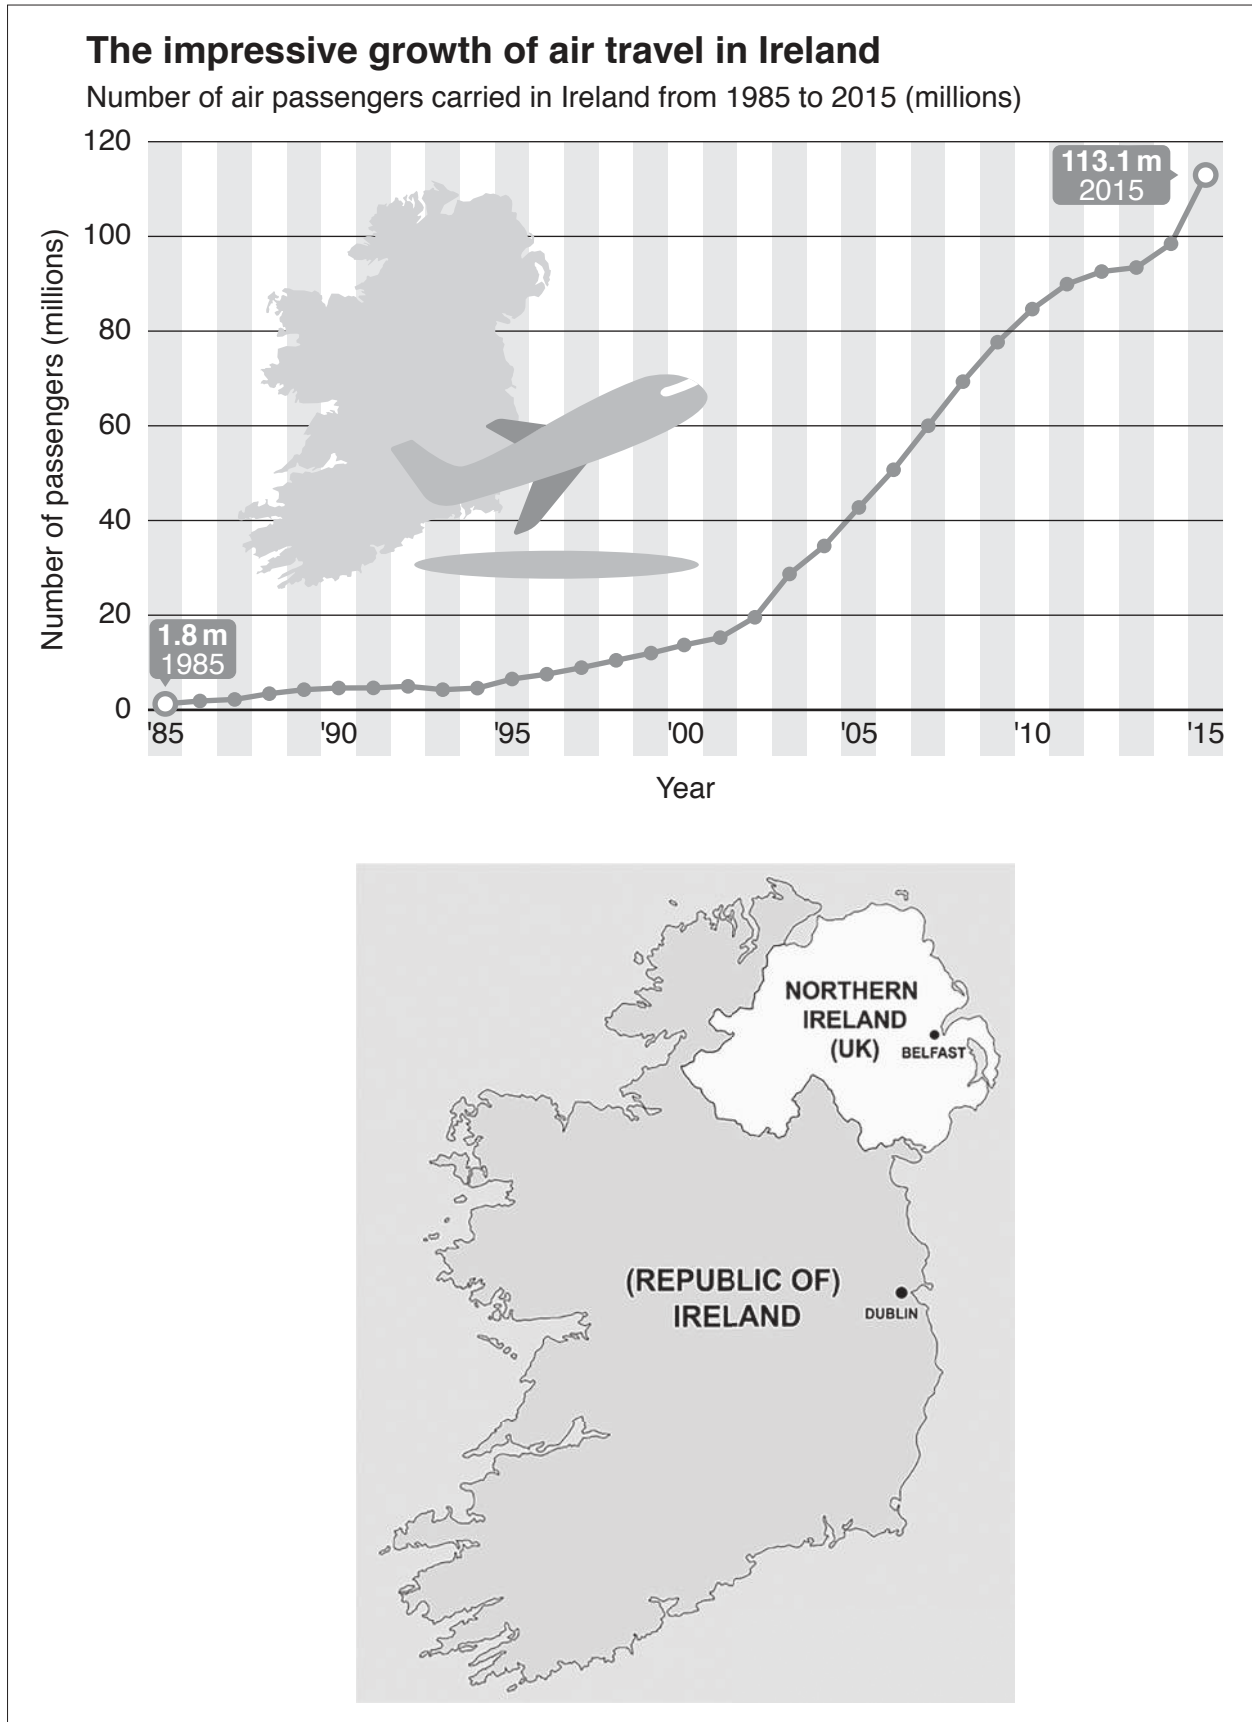 The impressive growth of air travel in Ireland
Number of air passengers carried in Ireland from 1985 to 2015 (millions)
120
100
80
60
40
20
0
Number of passengers (millions)
113.1 m
2015
1.8 m
1985
'85 '90 '95 '00 '05 '10 '15
Year
NORTHERN
IRELAND
(UK)
BELFAST
(REPUBLIC OF)
IRELAND
DUBLIN